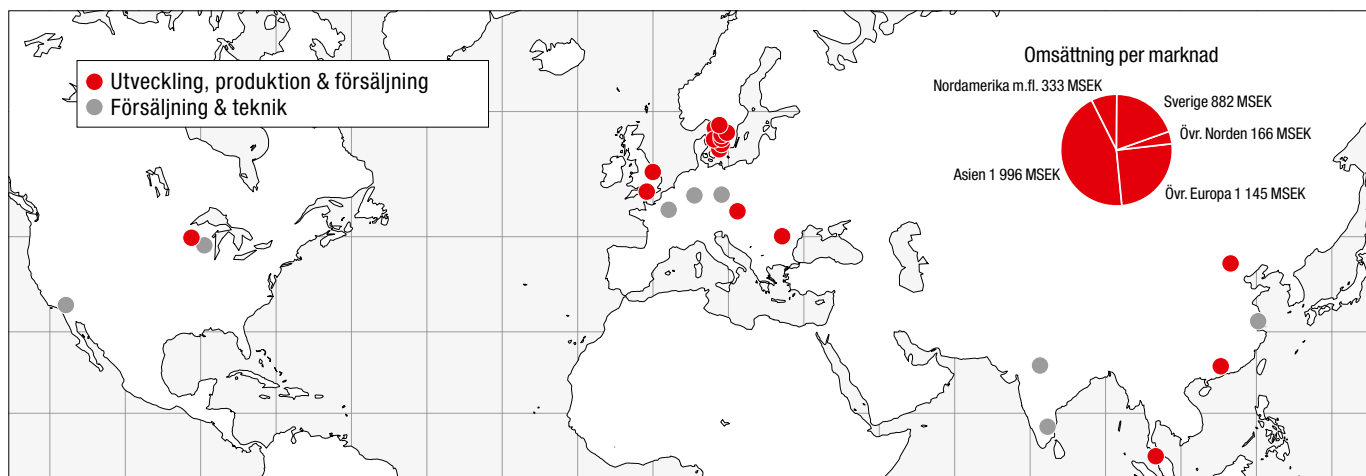 Utveckling, produktion & försäljning
Försäljning & teknik
Omsättning per marknad
Nordamerika m.fl. 333 MSEK
Sverige 882 MSEK
Övr. Norden 166 MSEK
Asien 1 996 MSEK
Övr. Europa 1 145 MSEK